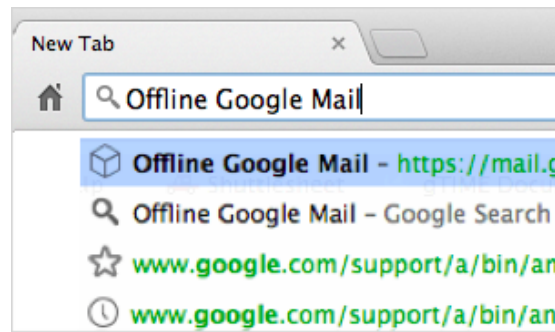 New Tab
Offline Google Mail
Offline Google Mail – https://mail.g
Offline Google Mail – Google Search
www.google.com/support/a/bin/an
www.google.com/support/a/bin/an